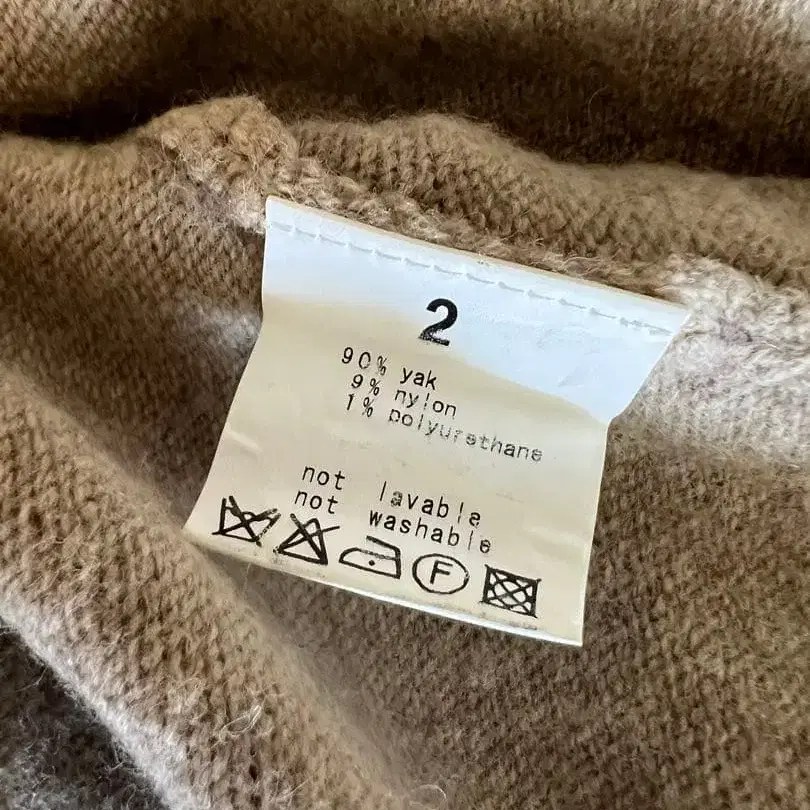 2
90% yak
9% nylon
1% polyurethane
not lavable
not washable
F